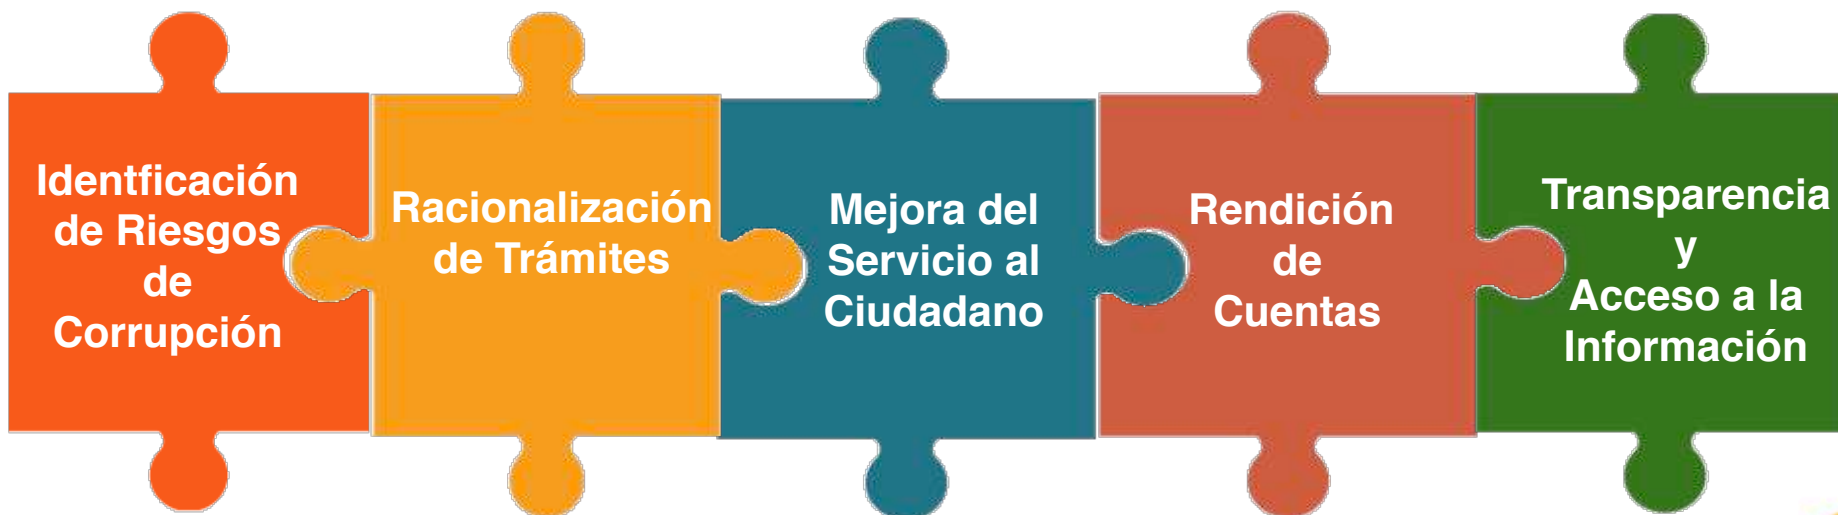 Identficación
de Riesgos
de
Corrupción
Racionalización
de Trámites
Mejora del
Servicio al
Ciudadano
Rendición
de
Cuentas
Transparencia
y
Acceso a la
Información